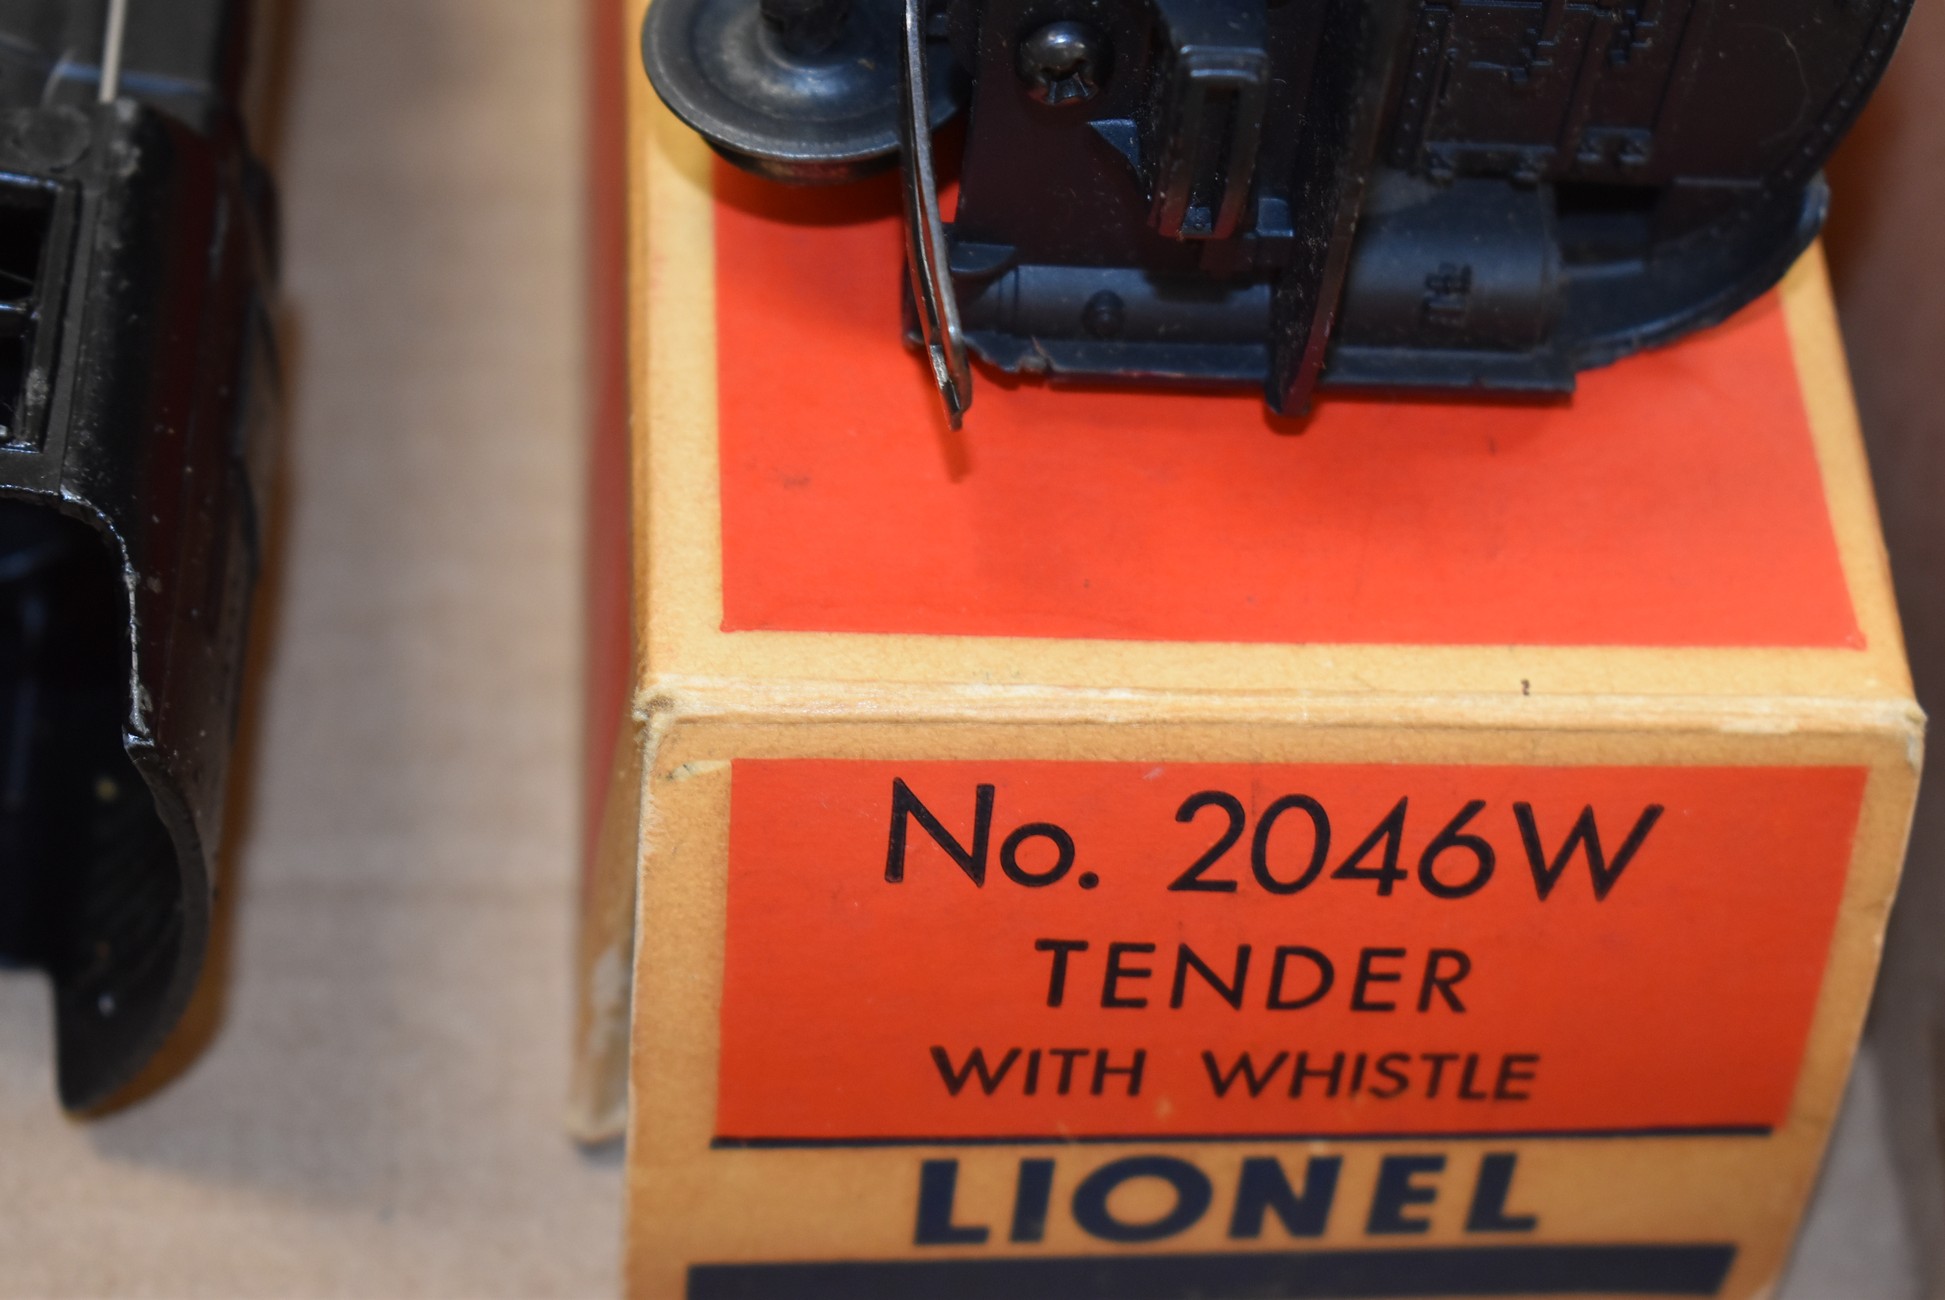 No. 2046W
TENDER
WITH WHISTLE
LIONEL